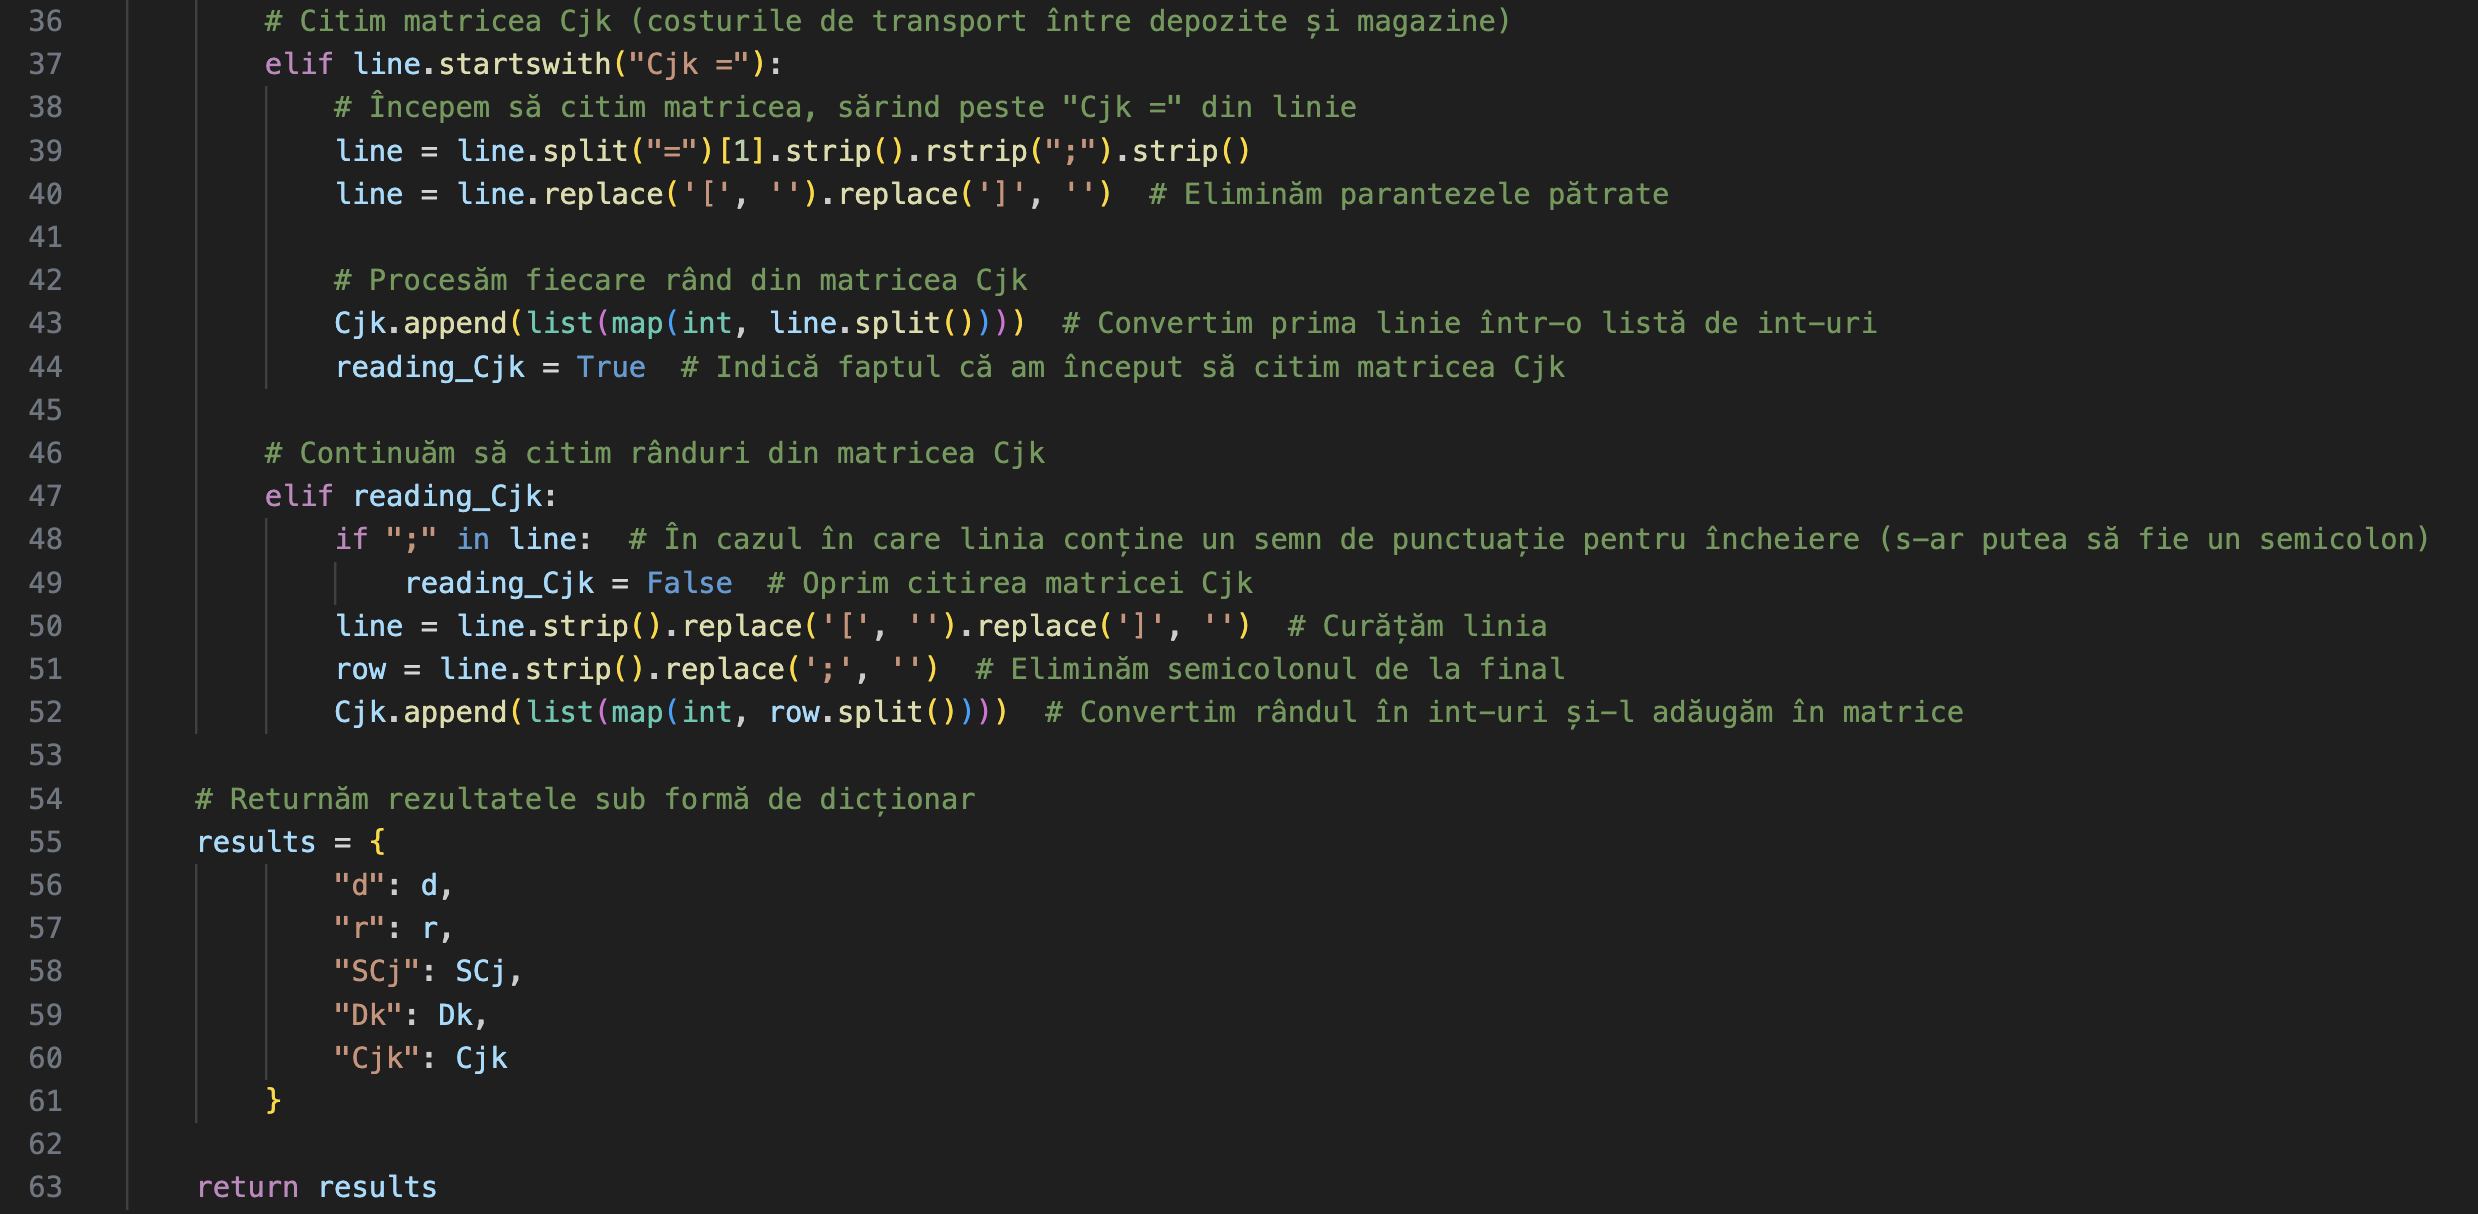 36 # Citim matricea Cjk (costurile de transport între depozite și magazine)
37 elif line.startswith("Cjk ="):
38 # Începem să citim matricea, sărind peste "Cjk =" din linie
39 line = line.split("=")[1].strip().rstrip(";").strip()
40 line = line.replace('[', '').replace(']', '')  # Eliminăm parantezele pătrate
41
42 # Procesăm fiecare rând din matricea Cjk
43 Cjk.append(list(map(int, line.split())))  # Convertim prima linie într-o listă de int-uri
44 reading_Cjk = True  # Indică faptul că am început să citim matricea Cjk
45
46 # Continuăm să citim rânduri din matricea Cjk
47 elif reading_Cjk:
48 if ";" in line:  # În cazul în care linia conține un semn de punctuație pentru încheiere (s-ar putea să fie un semicolon)
49 reading_Cjk = False  # Oprim citirea matricei Cjk
50 line = line.strip().replace('[', '').replace(']', '')  # Curățăm linia
51 row = line.strip().replace(';', '')  # Eliminăm semicolonul de la final
52 Cjk.append(list(map(int, row.split())))  # Convertim rândul în int-uri și-l adăugăm în matrice
53
54 # Returnăm rezultatele sub formă de dicționar
55 results = {
56 "d": d,
57 "r": r,
58 "SCj": SCj,
59 "Dk": Dk,
60 "Cjk": Cjk
61 }
62
63 return results